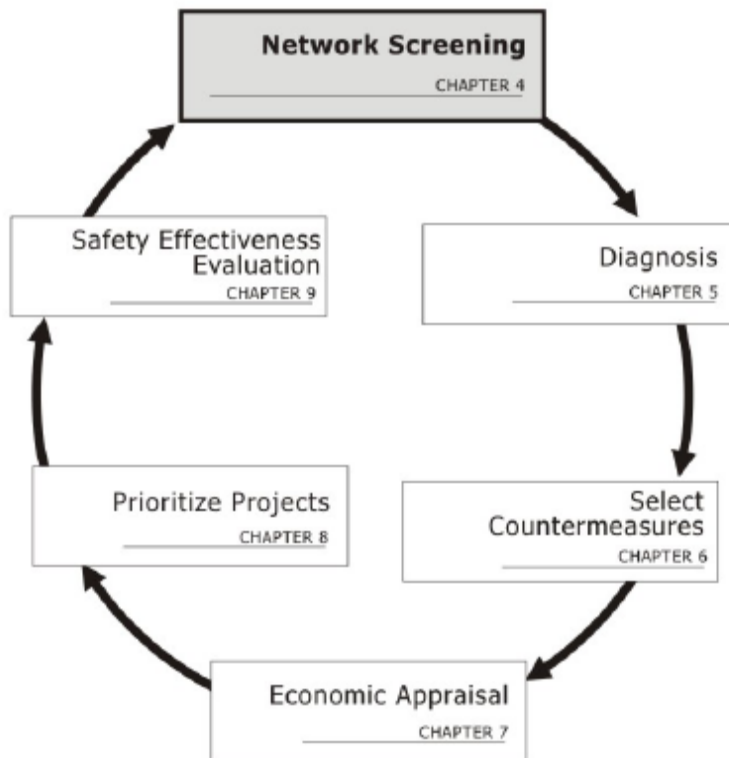 Network Screening
CHAPTER 4
Diagnosis
CHAPTER 5
Select
Countermeasures
CHAPTER 6
Economic Appraisal
CHAPTER 7
Prioritize Projects
CHAPTER 8
Safety Effectiveness
Evaluation
CHAPTER 9